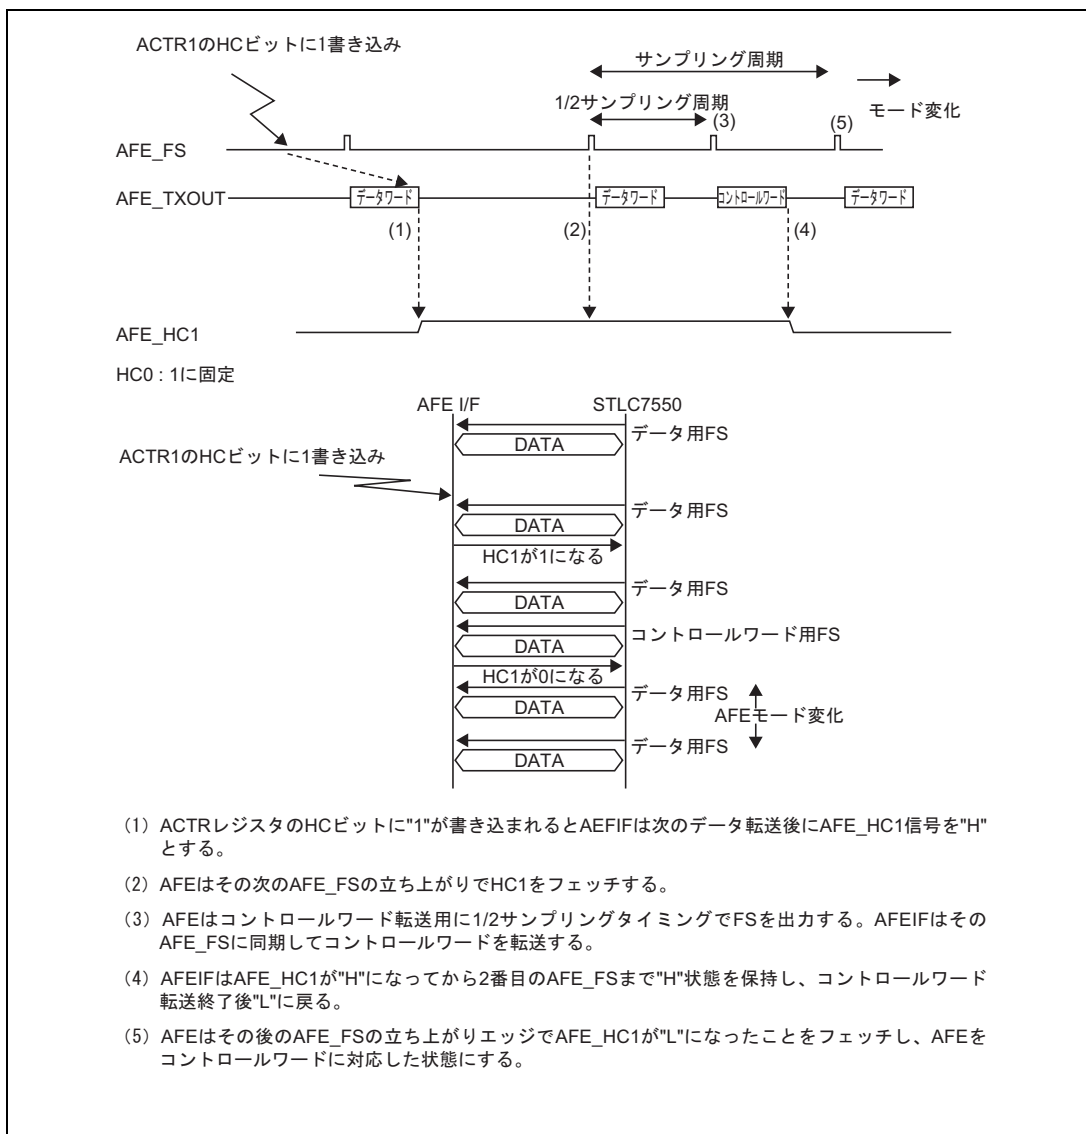 ACTR1のHCビットに1書き込み
サンプリング周期
1/2サンプリング周期
モード変化
(3)
(5)
AFE_FS
AFE_TXOUT
データワード
データワード
コントロールワード
データワード
(1)
(2)
(4)
AFE_HC1
HC0 : 1に固定
AFE I/F
STLC7550
データ用FS
DATA
ACTR1のHCビットに1書き込み
データ用FS
DATA
HC1が1になる
データ用FS
DATA
コントロールワード用FS
DATA
HC1が0になる
データ用FS
DATA
AFEモード変化
データ用FS
DATA
(1) ACTRレジスタのHCビットに"1"が書き込まれるとAEFIFは次のデータ転送後にAFE_HC1信号を"H"
とする。
(2) AFEはその次のAFE_FSの立ち上がりでHC1をフェッチする。
(3) AFEはコントロールワード転送用に1/2サンプリングタイミングでFSを出力する。AFEIFはその
AFE_FSに同期してコントロールワードを転送する。
(4) AFEIFはAFE_HC1が"H"になってから2番目のAFE_FSまで"H"状態を保持し、コントロールワード
転送終了後"L"に戻る。
(5) AFEはその後のAFE_FSの立ち上がりエッジでAFE_HC1が"L"になったことをフェッチし、AFEを
コントロールワードに対応した状態にする。